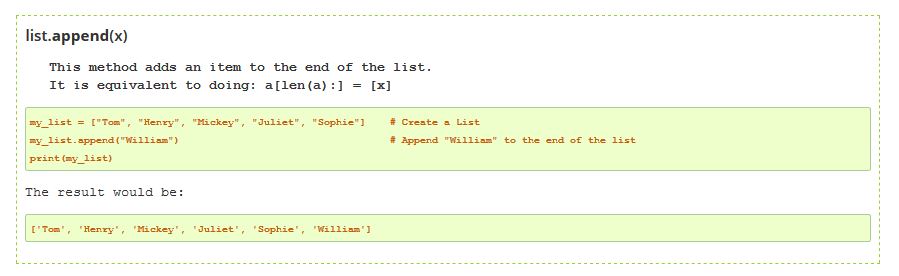 list.append(x)
This method adds an item to the end of the list.
It is equivalent to doing: a[len(a):] = [x]
my_list = ["Tom", "Henry", "Mickey", "Juliet", "Sophie"]    # Create a List
my_list.append("William")    # Append "William" to the end of the list
print(my_list)
The result would be:
['Tom', 'Henry', 'Mickey', 'Juliet', 'Sophie', 'William']